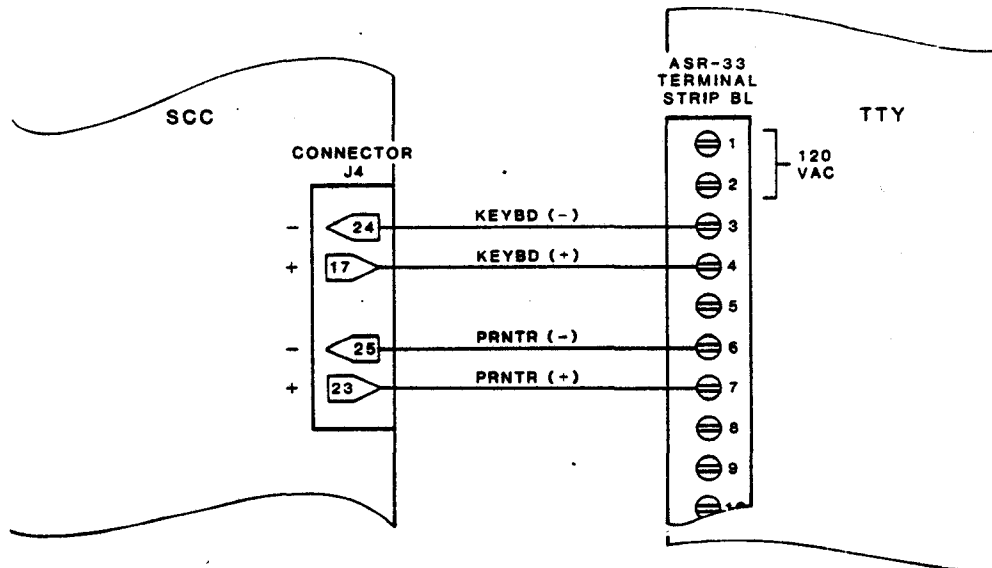 ASR-33
TERMINAL
STRIP BL
SCC
TTY
CONNECTOR
J4
1
2
120
VAC
- 24 KEYBD (-) 3
+ 17 KEYBD (+) 4
5
- 25 PRNTR (-) 6
+ 23 PRNTR (+) 7
8
9